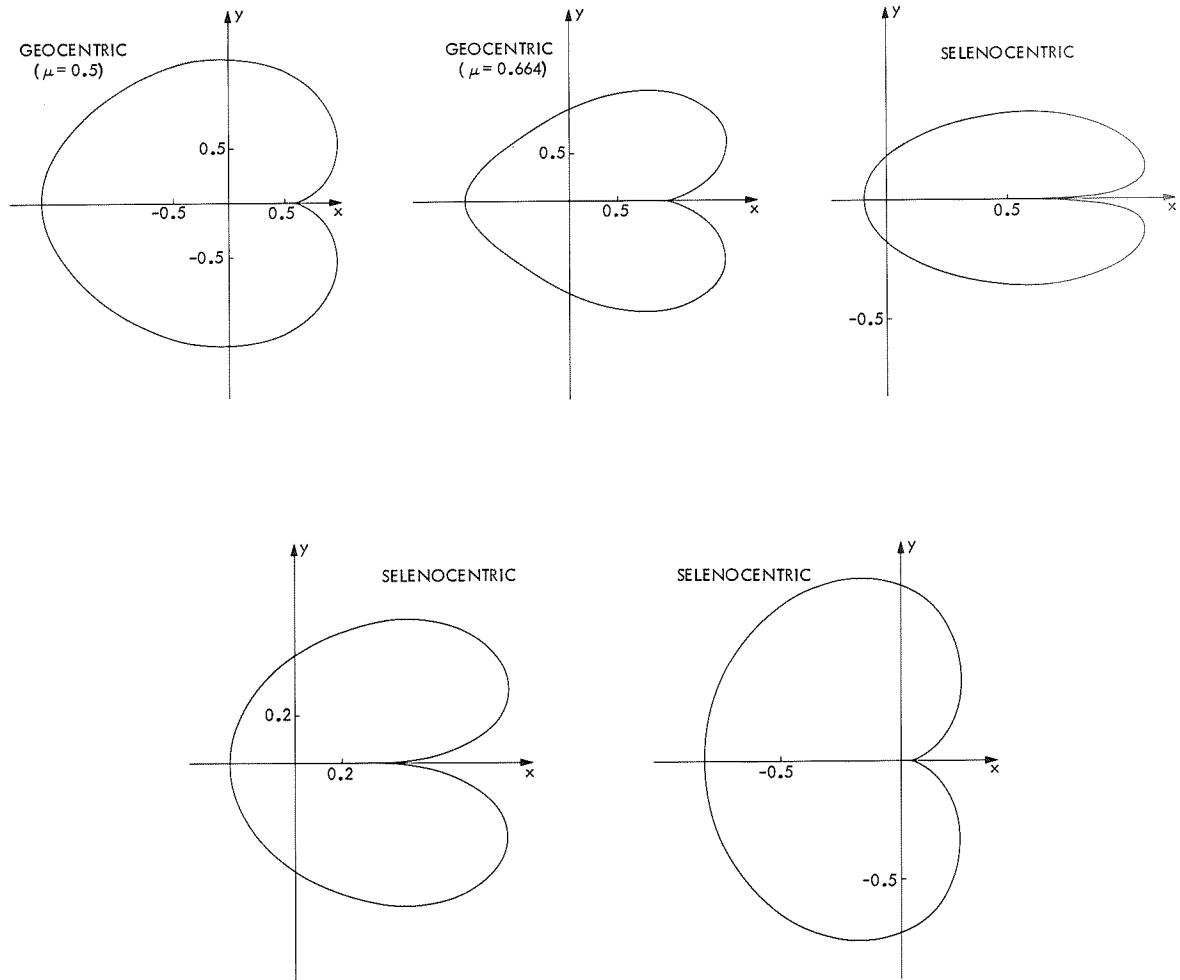 y
GEOCENTRIC
(μ = 0.5)
0.5
-0.5
0.5
x
-0.5
y
GEOCENTRIC
(μ = 0.664)
0.5
0.5
x
y
SELENOCENTRIC
0.5
x
-0.5
y
SELENOCENTRIC
0.2
0.2
x
y
SELENOCENTRIC
-0.5
x
-0.5